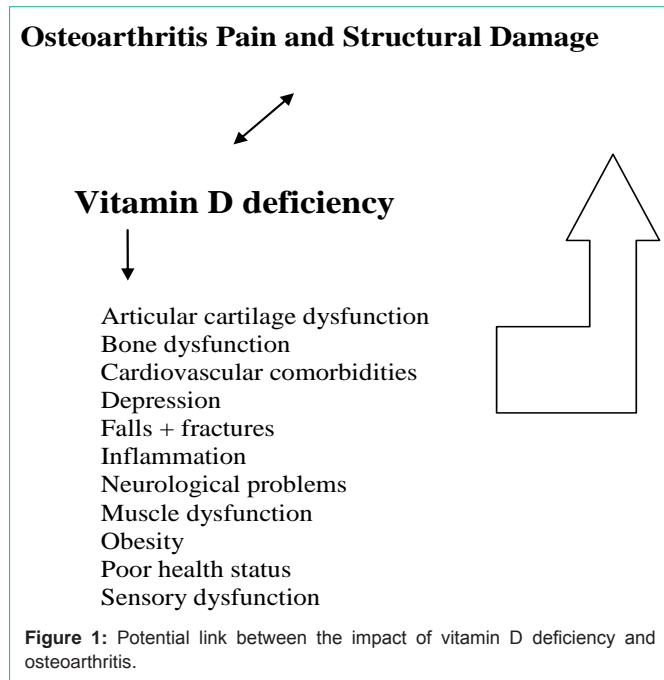 Osteoarthritis Pain and Structural Damage
Vitamin D deficiency
Articular cartilage dysfunction
Bone dysfunction
Cardiovascular comorbidities
Depression
Falls + fractures
Inflammation
Neurological problems
Muscle dysfunction
Obesity
Poor health status
Sensory dysfunction
Figure 1: Potential link between the impact of vitamin D deficiency and
osteoarthritis.